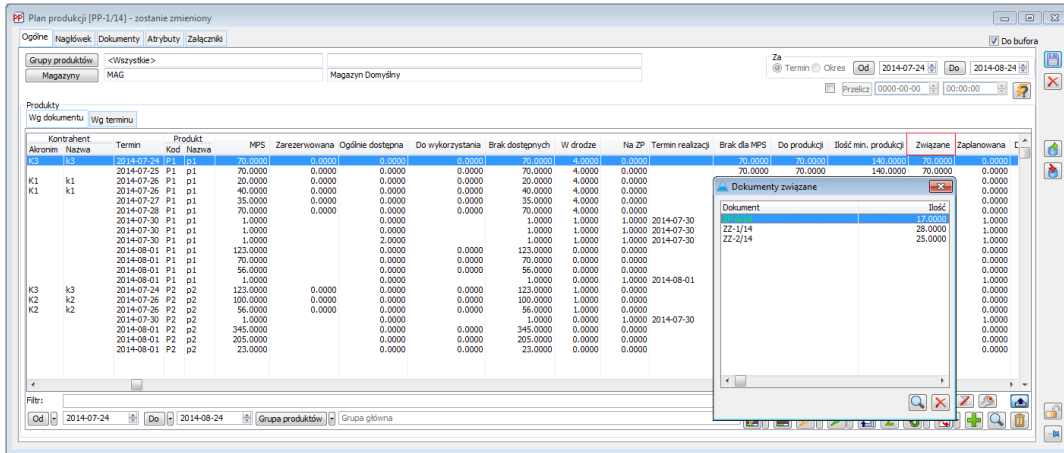 PP Plan produkcji [PP-1/14] - zostanie zmieniony
Ogólne Nagłówek Dokumenty Atrybuty Załączniki
Do bufora
Grupy produktów <Wszystkie>
Za
Termin Okres Od 2014-07-24 Do 2014-08-24
Magazyny MAG Magazyn Domyślny
Przelicz 0000-00-00 00:00:00
Produkty
Wg dokumentu Wg terminu
Kontrahent Produkt
Akronim Nazwa Termin Kod Nazwa MPS Zarezerwowana Ogólnie dostępna Do wykorzystania Brak dostępnych W drodze Na ZP Termin realizacji Brak dla MPS Do produkcji Ilość min. produkcji Związane Zaplanowana
K3 k3 2014-07-24 P1 p1 70.0000 0.0000 0.0000 0.0000 70.0000 4.0000 0.0000 70.0000 70.0000 140.0000 70.0000 0.0000
2014-07-25 P1 p1 70.0000 0.0000 0.0000 0.0000 70.0000 4.0000 0.0000 70.0000 70.0000 140.0000 70.0000 0.0000
K1 k1 2014-07-26 P1 p1 20.0000 0.0000 0.0000 0.0000 20.0000 4.0000 0.0000 0.0000
K1 k1 2014-07-26 P1 p1 40.0000 0.0000 0.0000 0.0000 40.0000 4.0000 0.0000 0.0000
2014-07-27 P1 p1 35.0000 0.0000 0.0000 0.0000 35.0000 4.0000 0.0000 0.0000
2014-07-28 P1 p1 70.0000 0.0000 0.0000 0.0000 70.0000 4.0000 0.0000 0.0000
2014-07-30 P1 p1 1.0000 0.0000 1.0000 1.0000 1.0000 2014-07-30 1.0000
2014-07-30 P1 p1 1.0000 0.0000 1.0000 1.0000 1.0000 2014-07-30 1.0000
2014-07-30 P1 p1 1.0000 2.0000 1.0000 1.0000 1.0000 2014-07-30 1.0000
2014-08-01 P1 p1 123.0000 0.0000 0.0000 123.0000 0.0000 0.0000 0.0000
2014-08-01 P1 p1 70.0000 0.0000 0.0000 70.0000 0.0000 0.0000 0.0000
2014-08-01 P1 p1 56.0000 0.0000 0.0000 56.0000 0.0000 0.0000 0.0000
2014-08-01 P1 p1 1.0000 0.0000 1.0000 0.0000 1.0000 2014-08-01 1.0000
K3 k3 2014-07-24 P2 p2 123.0000 0.0000 0.0000 0.0000 123.0000 1.0000 0.0000 0.0000
K2 k2 2014-07-26 P2 p2 100.0000 0.0000 0.0000 0.0000 100.0000 1.0000 0.0000 0.0000
K2 k2 2014-07-26 P2 p2 56.0000 0.0000 0.0000 0.0000 56.0000 1.0000 0.0000 0.0000
2014-07-30 P2 p2 1.0000 0.0000 1.0000 0.0000 1.0000 2014-07-30 1.0000
2014-08-01 P2 p2 345.0000 0.0000 0.0000 345.0000 0.0000 0.0000 0.0000
2014-08-01 P2 p2 205.0000 0.0000 0.0000 205.0000 0.0000 0.0000 0.0000
2014-08-01 P2 p2 23.0000 0.0000 0.0000 23.0000 0.0000 0.0000 0.0000
Dokumenty związane
Dokument Ilość
17.0000
ZZ-1/14 28.0000
ZZ-2/14 25.0000
Filtr:
Od 2014-07-24 Do 2014-08-24 Grupa produktów Grupa główna